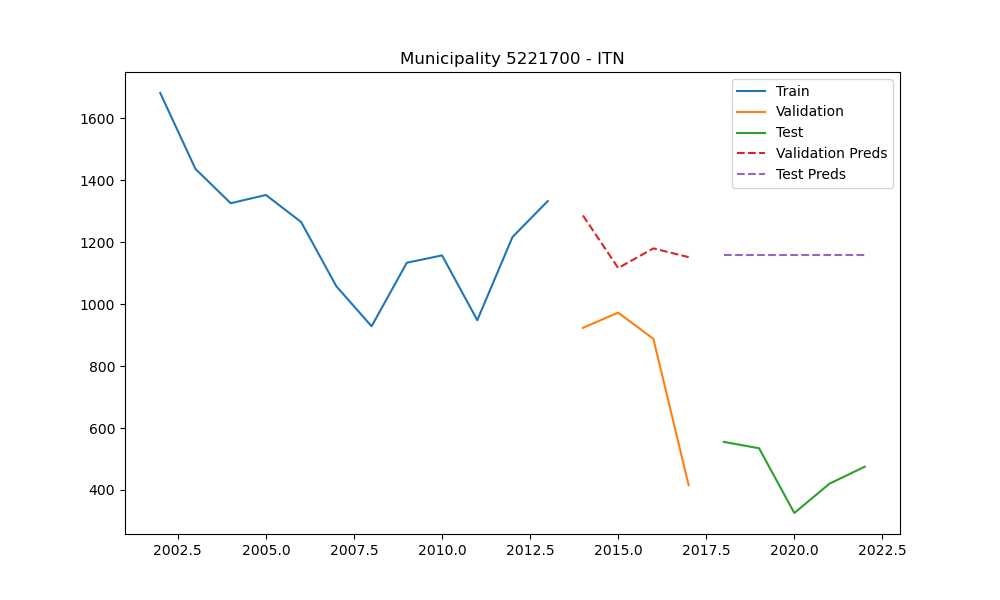 Municipality 5221700 - ITN
Train
Validation
Test
Validation Preds
Test Preds
1600
1400
1200
1000
800
600
400
2002.5 2005.0 2007.5 2010.0 2012.5 2015.0 2017.5 2020.0 2022.5